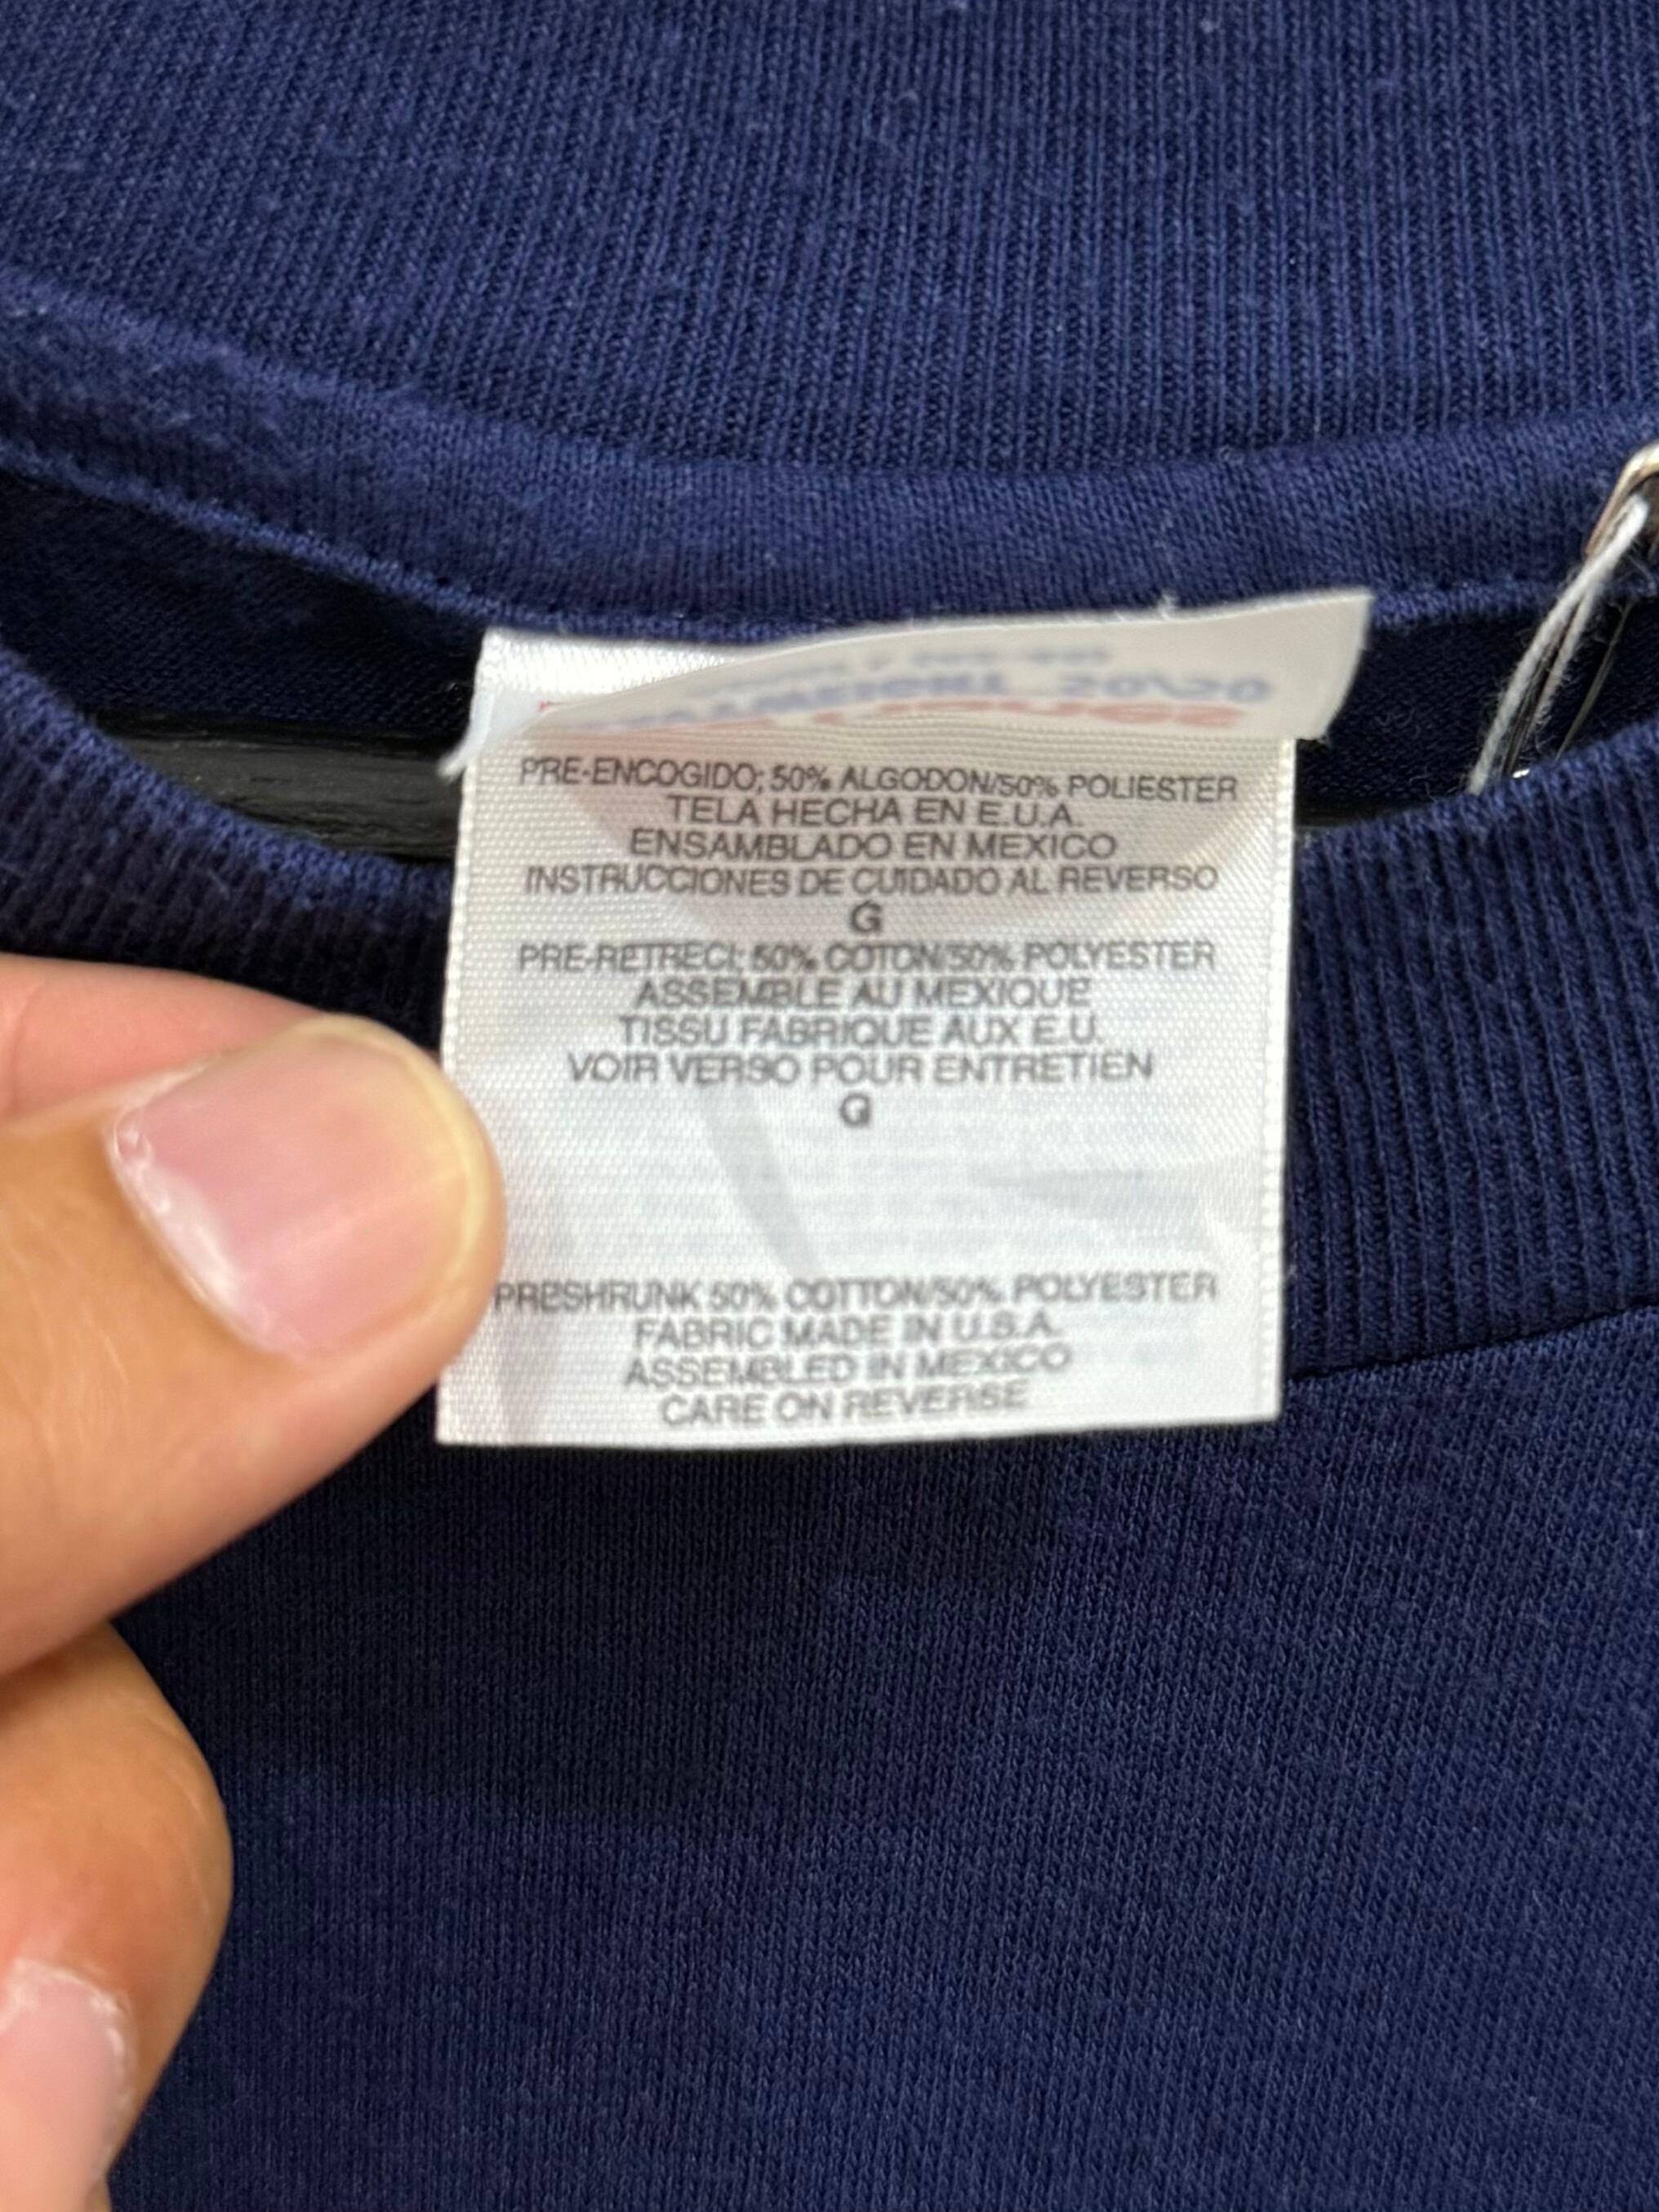 PRE-ENCOGIDO; 50% ALGODON/50% POLIESTER
TELA HECHA EN E.U.A.
ENSAMBLADO EN MEXICO
INSTRUCCIONES DE CUIDADO AL REVERSO
G
PRE-RETRECI; 50% COTON/50% POLYESTER
ASSEMBLE AU MEXIQUE
TISSU FABRIQUE AUX E.U.
VOIR VERSO POUR ENTRETIEN
G
PRESHRUNK 50% COTTON/50% POLYESTER
FABRIC MADE IN U.S.A.
ASSEMBLED IN MEXICO
CARE ON REVERSE